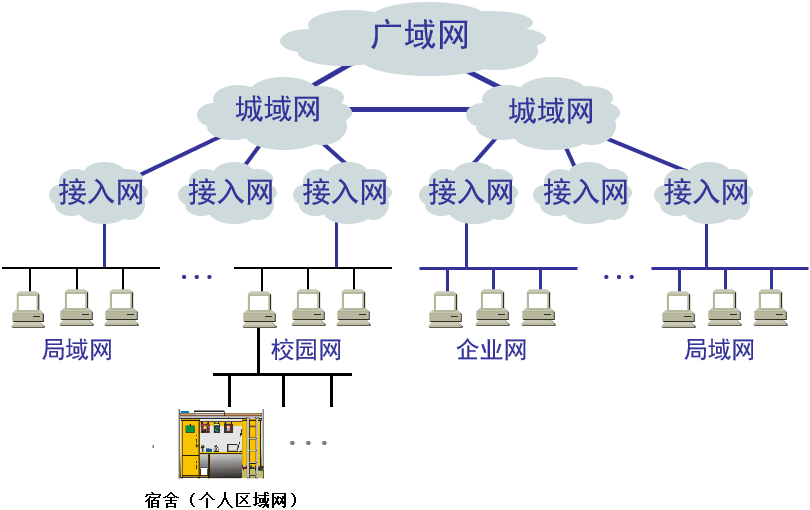 广域网
城域网 城域网
接入网 接入网 接入网 接入网 接入网 接入网
... ...
局域网 校园网 企业网 局域网
...
宿舍（个人区域网）